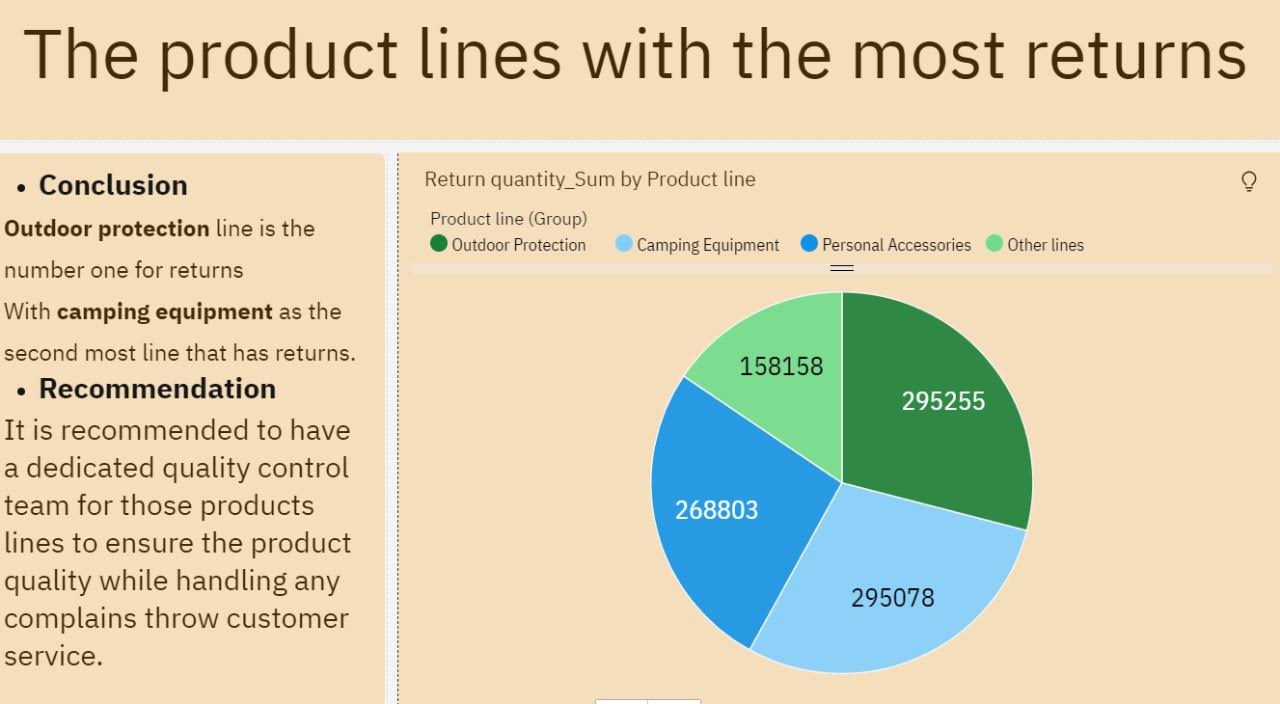 The product lines with the most returns
• Conclusion
Outdoor protection line is the
number one for returns
With camping equipment as the
second most line that has returns.
• Recommendation
It is recommended to have
a dedicated quality control
team for those products
lines to ensure the product
quality while handling any
complains throw customer
service.
Return quantity_Sum by Product line
Product line (Group)
Outdoor Protection Camping Equipment Personal Accessories Other lines
158158
295255
268803
295078